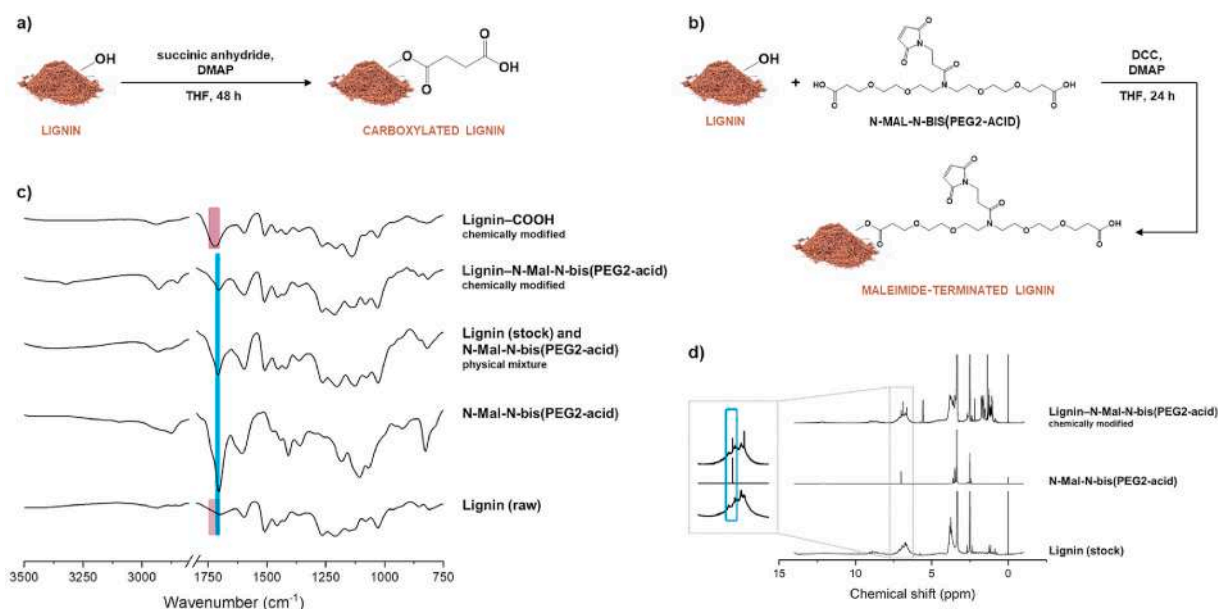 a)
OH
LIGNIN
succinic anhydride,
DMAP
THF, 48 h
O
O
O
OH
CARBOXYLATED LIGNIN
b)
OH
LIGNIN
+
O
N
O
O
HO
O
O
O
N
O
O
O
OH
N-MAL-N-BIS(PEG2-ACID)
DCC,
DMAP
THF, 24 h
O
N
O
O
O
O
O
O
N
O
O
O
OH
MALEIMIDE-TERMINATED LIGNIN
c)
Lignin–COOH
chemically modified
Lignin–N-Mal-N-bis(PEG2-acid)
chemically modified
Lignin (stock) and
N-Mal-N-bis(PEG2-acid)
physical mixture
N-Mal-N-bis(PEG2-acid)
Lignin (raw)
3500 3250 3000 1750 1500 1250 1000 750
Wavenumber (cm⁻¹)
d)
Lignin–N-Mal-N-bis(PEG2-acid)
chemically modified
N-Mal-N-bis(PEG2-acid)
Lignin (stock)
15 10 5 0
Chemical shift (ppm)